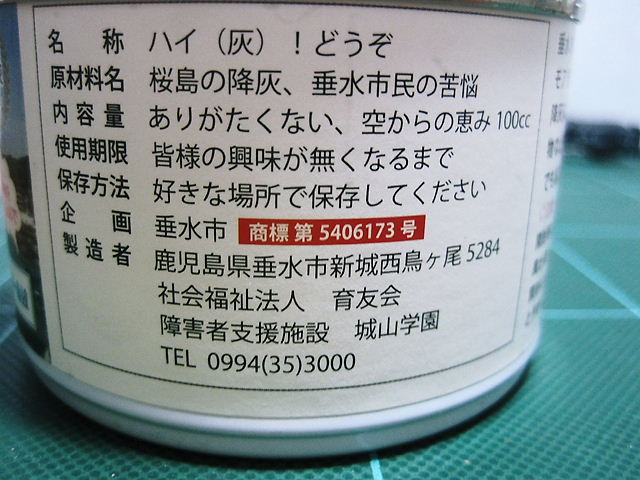 名称 ハイ（灰）！どうぞ
原材料名 桜島の降灰、垂水市民の苦悩
内容量 ありがたくない、空からの恵み 100cc
使用期限 皆様の興味が無くなるまで
保存方法 好きな場所で保存してください
企画 垂水市 商標 第 5406173 号
製造者 鹿児島県垂水市新城西鳥ヶ尾 5284
社会福祉法人 育友会
障害者支援施設 城山学園
TEL 0994(35)3000